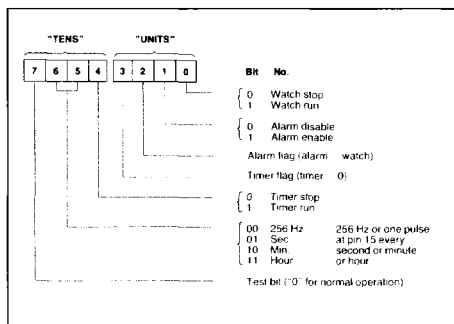 "TENS" "UNITS"
7 6 5 4 3 2 1 0
Bit No.
0 Watch stop
1 Watch run
0 Alarm disable
1 Alarm enable
Alarm flag (alarm watch)
Timer flag (timer 0)
0 Timer stop
1 Timer run
00 256 Hz 256 Hz or one pulse
01 Sec at pin 15 every
10 Min. second or minute
11 Hour or hour
Test bit ("0" for normal operation)